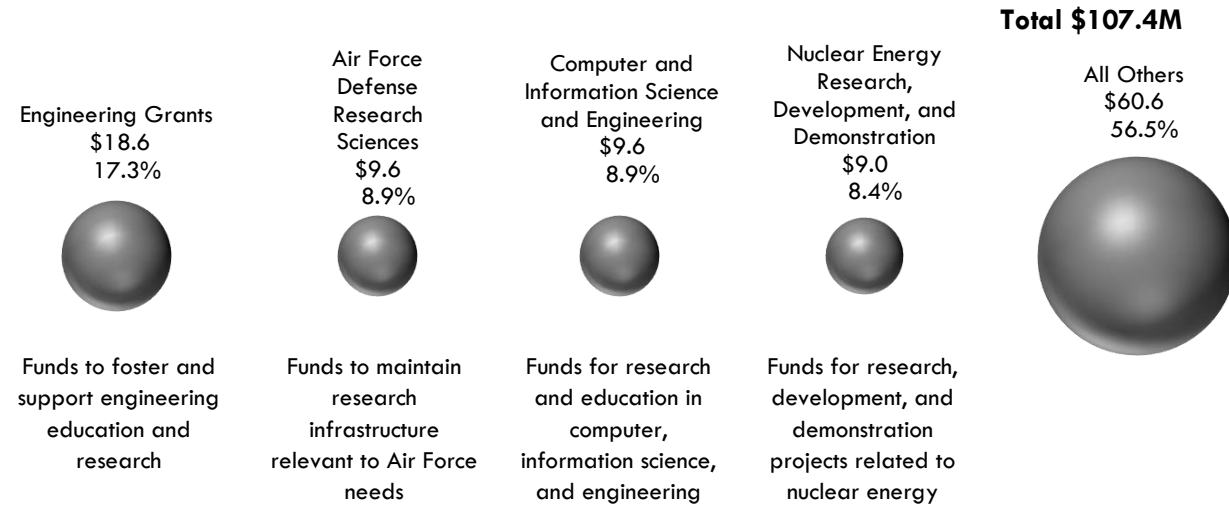 Total $107.4M
Engineering Grants
$18.6
17.3%
Air Force
Defense
Research
Sciences
$9.6
8.9%
Computer and
Information Science
and Engineering
$9.6
8.9%
Nuclear Energy
Research,
Development, and
Demonstration
$9.0
8.4%
All Others
$60.6
56.5%
Funds to foster and
support engineering
education and
research
Funds to maintain
research
infrastructure
relevant to Air Force
needs
Funds for research
and education in
computer,
information science,
and engineering
Funds for research,
development, and
demonstration
projects related to
nuclear energy